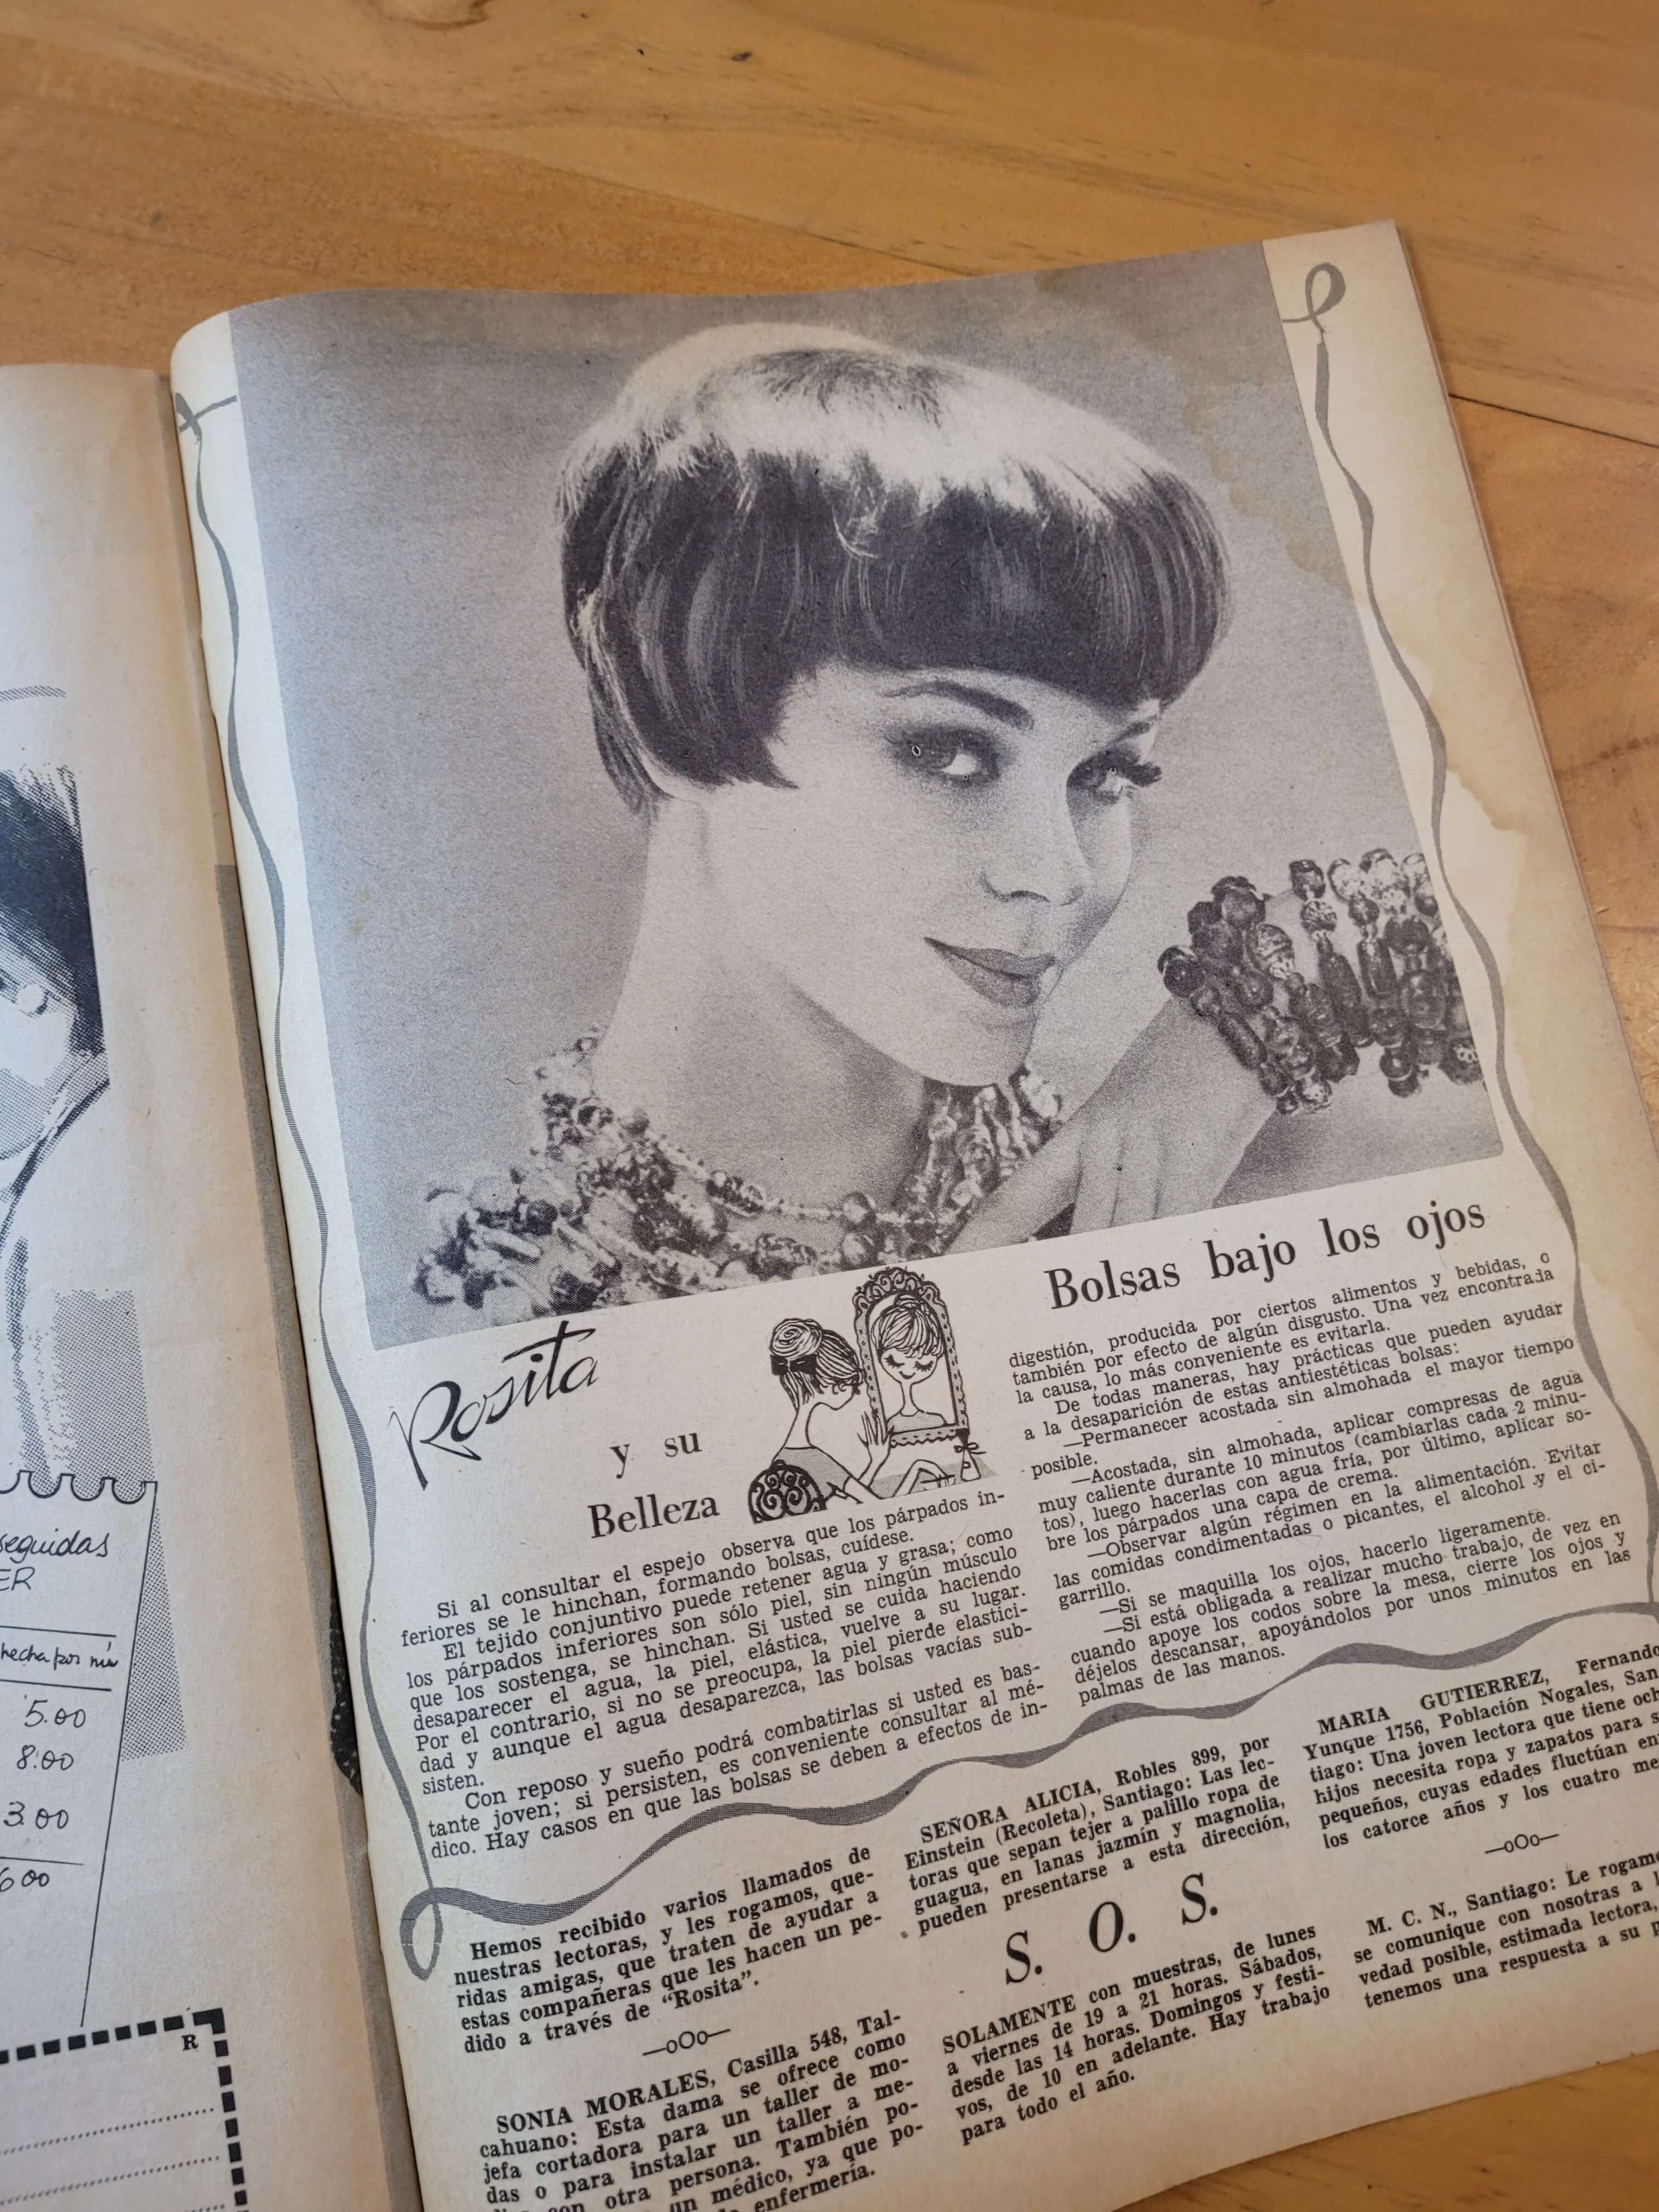 eguidas
ER
hecha por mí
5.00
8.00
3.00
6.00
R
Rosita
y su
Belleza
Bolsas bajo los ojos
Si al consultar el espejo observa que los párpados in-
feriores se le hinchan, formando bolsas, cuídese.
El tejido conjuntivo puede retener agua y grasa; como
los párpados inferiores son sólo piel, sin ningún músculo
que los sostenga, se hinchan. Si usted se cuida haciendo
desaparecer el agua, la piel, elástica, vuelve a su lugar.
Por el contrario, si no se preocupa, la piel pierde elastici-
dad y aunque el agua desaparezca, las bolsas vacías sub-
sisten.
Con reposo y sueño podrá combatirlas si usted es bas-
tante joven; si persisten, es conveniente consultar al mé-
dico. Hay casos en que las bolsas se deben a efectos de in-
digestión, producida por ciertos alimentos y bebidas, o
también por efecto de algún disgusto. Una vez encontrada
la causa, lo más conveniente es evitarla.
De todas maneras, hay prácticas que pueden ayudar
a la desaparición de estas antiestéticas bolsas:
—Permanecer acostada sin almohada el mayor tiempo
posible.
—Acostada, sin almohada, aplicar compresas de agua
muy caliente durante 10 minutos (cambiarlas cada 2 minu-
tos), luego hacerlas con agua fría, por último, aplicar so-
bre los párpados una capa de crema.
—Observar algún régimen en la alimentación. Evitar
las comidas condimentadas o picantes, el alcohol y el ci-
garrillo.
—Si se maquilla los ojos, hacerlo ligeramente.
—Si está obligada a realizar mucho trabajo, de vez en
cuando apoye los codos sobre la mesa, cierre los ojos y
déjelos descansar, apoyándolos por unos minutos en las
palmas de las manos.
Hemos recibido varios llamados de
nuestras lectoras, y les rogamos, que-
ridas amigas, que traten de ayudar a
estas compañeras que les hacen un pe-
dido a través de "Rosita".
—oOo—
SONIA MORALES, Casilla 548, Tal-
cahuano: Esta dama se ofrece como
jefa cortadora para un taller de mo-
das o para instalar un taller a me-
con otra persona. También po-
un médico, ya que po-
enfermería.
SEÑORA ALICIA, Robles 899, por
Einstein (Recoleta), Santiago: Las lec-
toras que sepan tejer a palillo ropa de
guagua, en lanas jazmín y magnolia,
pueden presentarse a esta dirección,
S. O. S.
SOLAMENTE con muestras, de lunes
a viernes de 19 a 21 horas. Sábados,
desde las 14 horas. Domingos y festi-
vos, de 10 en adelante. Hay trabajo
para todo el año.
MARIA GUTIERREZ, Fernando
Yunque 1756, Población Nogales, San
tiago: Una joven lectora que tiene och
hijos necesita ropa y zapatos para s
pequeños, cuyas edades fluctúan en
los catorce años y los cuatro me
—oOo—
M. C. N., Santiago: Le rogam
se comunique con nosotras a l
vedad posible, estimada lectora,
tenemos una respuesta a su p